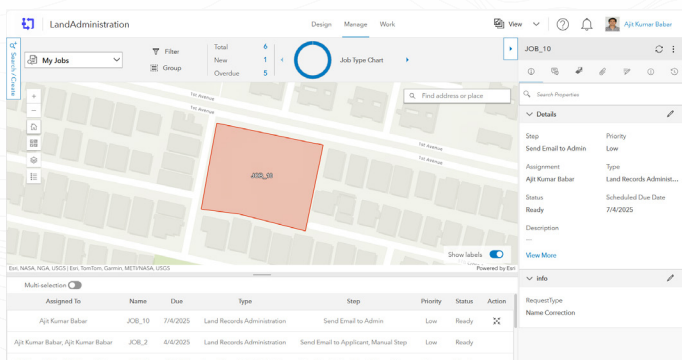 LandAdministration
Design Manage Work
View
Ajit Kumar Babar
Search / Create
My Jobs
Filter
Group
Total 6
New 1
Overdue 5
Job Type Chart
1st Avenue
1st Avenue
1st Avenue
1st Avenue
Find address or place
JOB_10
Show labels
Esri, NASA, NGA, USGS | Esri, TomTom, Garmin, METI/NASA, USGS
Powered by Esri
Multi-selection
Assigned To Name Due Type Step Priority Status Action
Ajit Kumar Babar JOB_10 7/4/2025 Land Records Administration Send Email to Admin Low Ready
Ajit Kumar Babar, Ajit Kumar Babar JOB_2 4/4/2025 Land Records Administration Send Email to Applicant, Manual Step Low Ready
JOB_10
Search Properties
Details
Step Priority
Send Email to Admin Low
Assignment Type
Ajit Kumar Babar Land Records Administ...
Status Scheduled Due Date
Ready 7/4/2025
Description
...
View More
info
RequestType
Name Correction